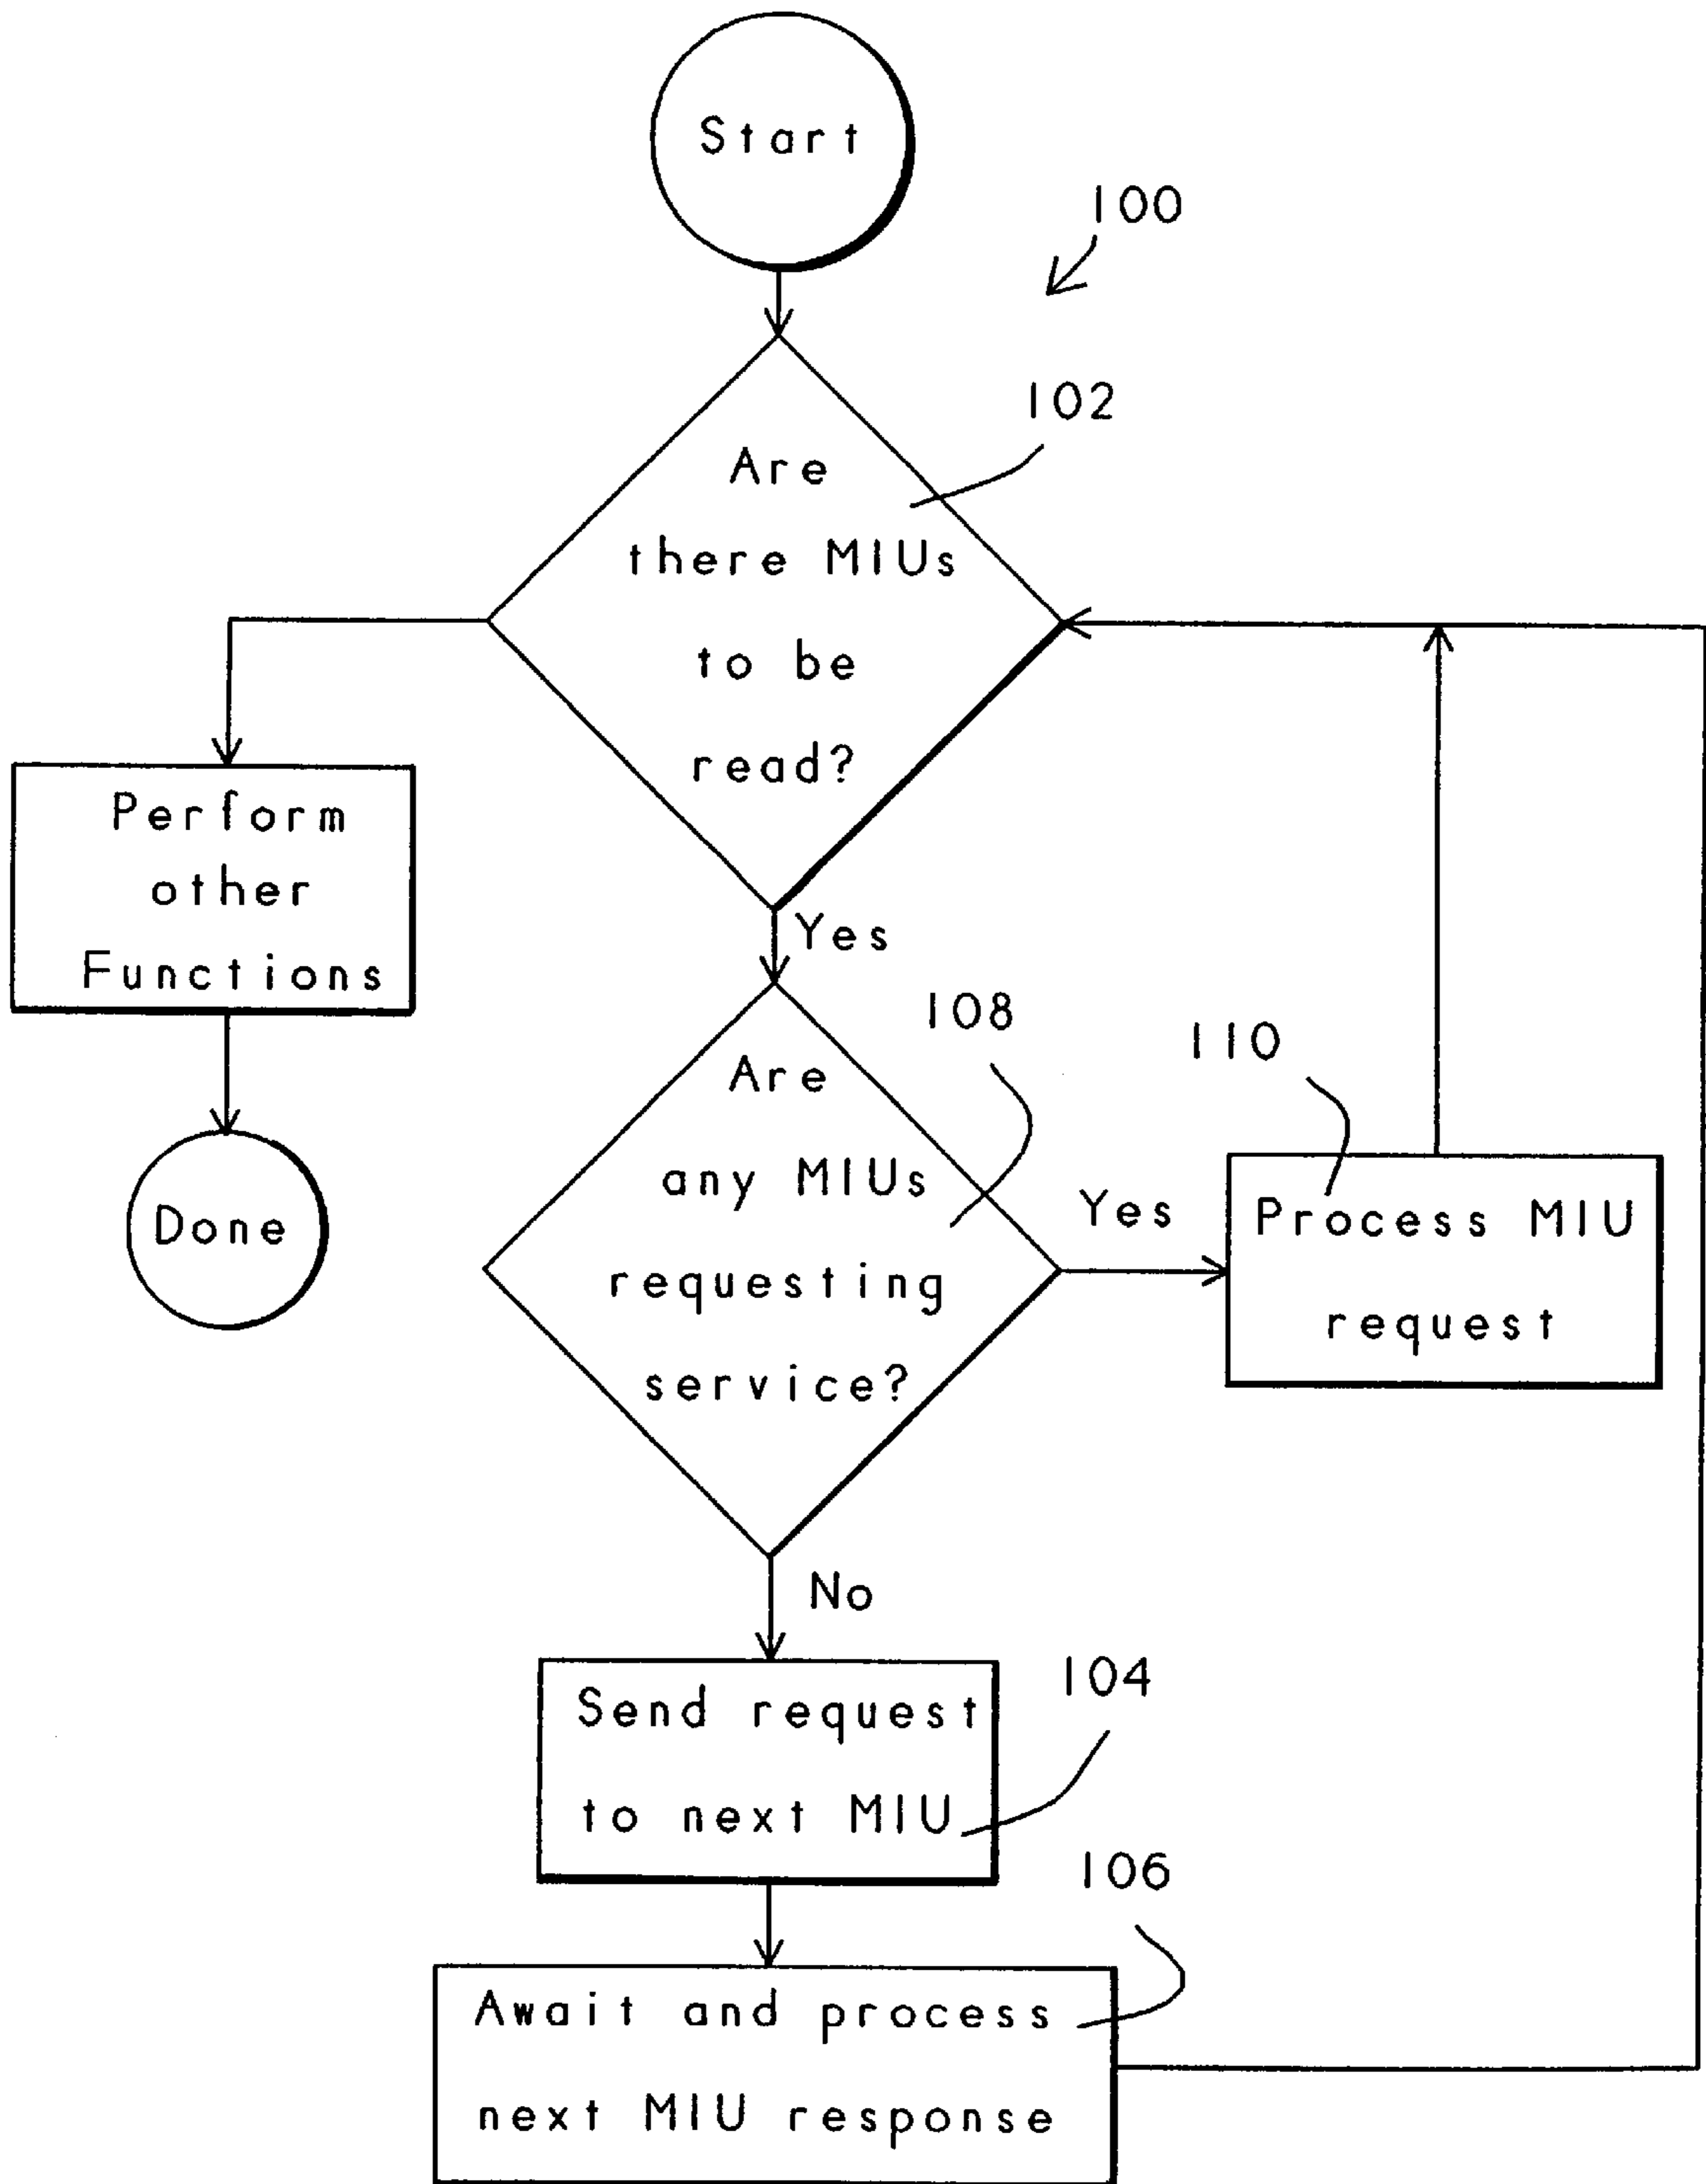 Start
100
102
Are
there MIUs
to be
read?
Perform
other
Functions
Done
Yes
108
Are
any MIUs
requesting
service?
Yes
110
Process MIU
request
No
104
Send request
to next MIU
106
Await and process
next MIU response